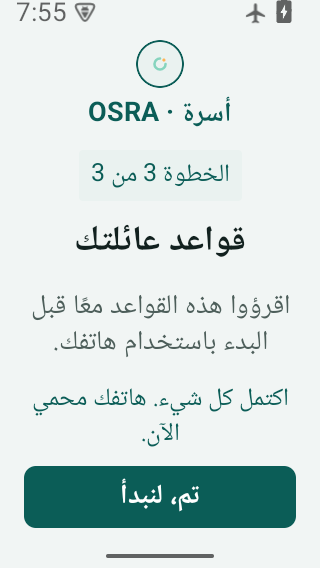 7:55
أسرة · OSRA
الخطوة 3 من 3
قواعد عائلتك
اقرؤوا هذه القواعد معًا قبل
البدء باستخدام هاتفك.
اكتمل كل شيء. هاتفك محمي
الآن.
تم، لنبدأ